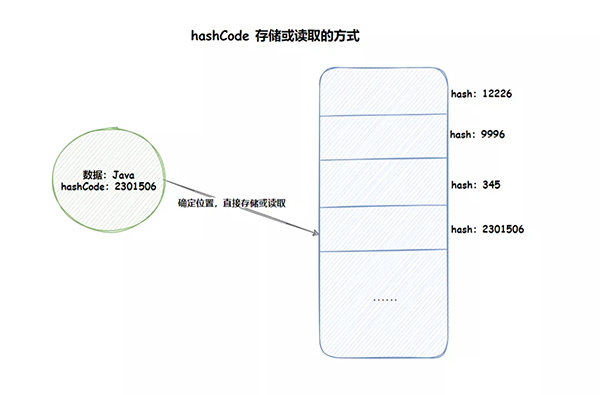 hashCode 存储或读取的方式
数据：Java
hashCode：2301506
确定位置，直接存储或读取
hash：12226
hash：9996
hash：345
hash：2301506
......